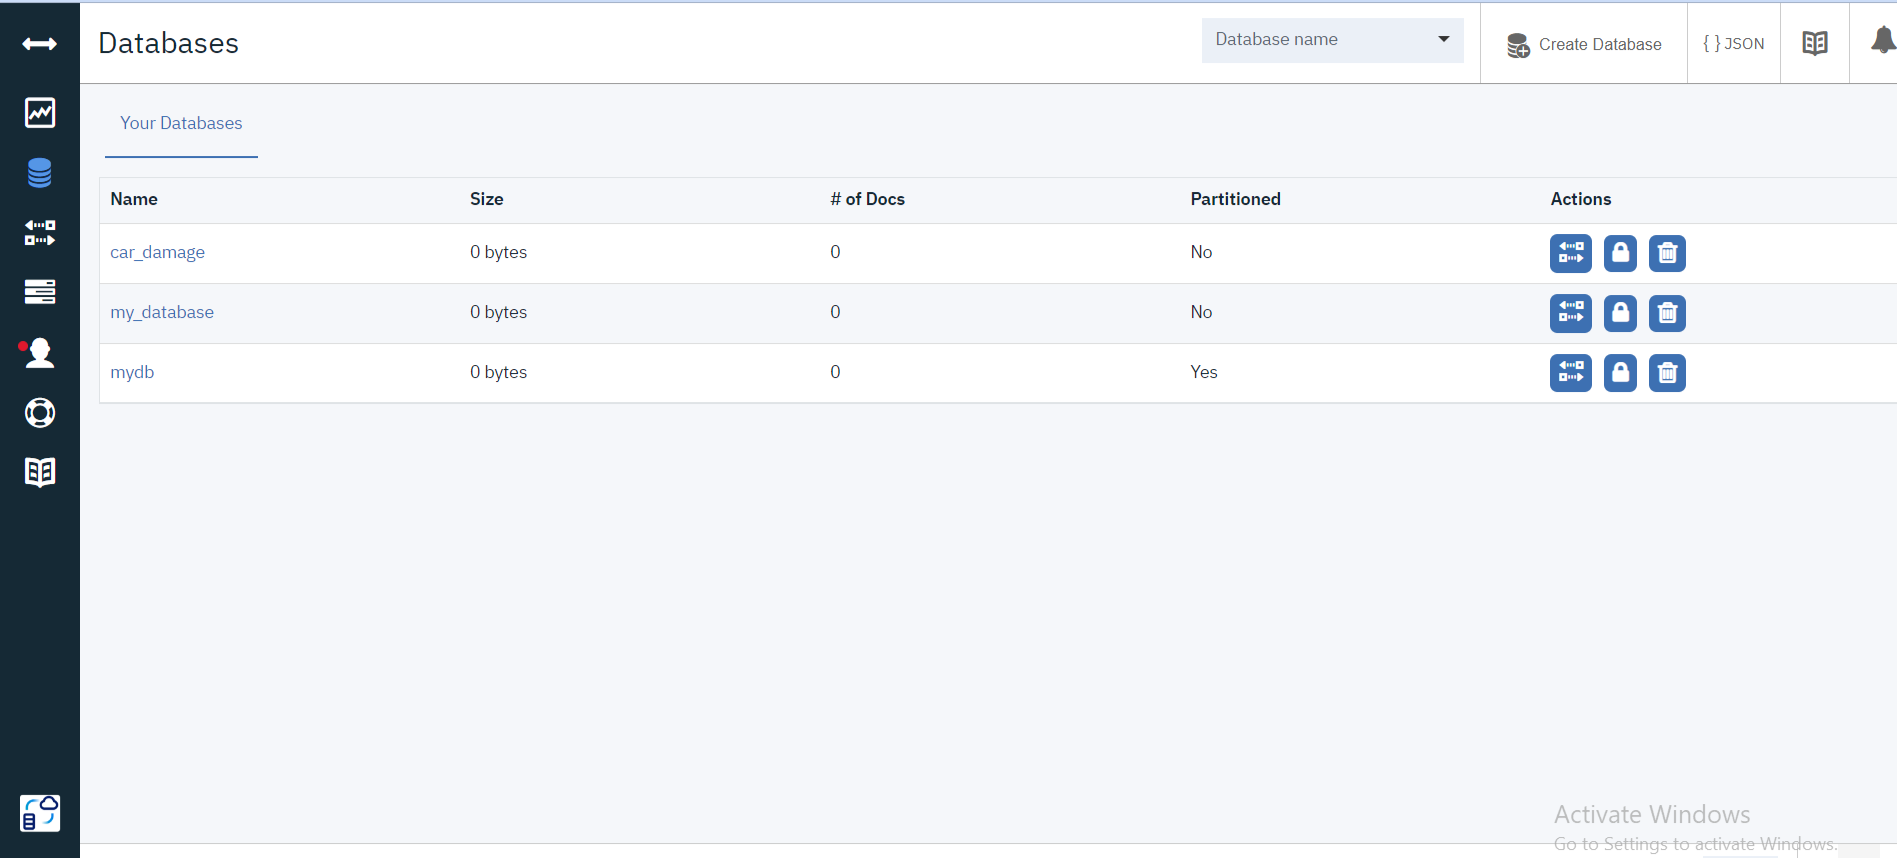 Databases
Database name
Create Database
{ } JSON
Your Databases
Name Size # of Docs Partitioned Actions
car_damage 0 bytes 0 No
my_database 0 bytes 0 No
mydb 0 bytes 0 Yes
Activate Windows
Go to Settings to activate Windows.